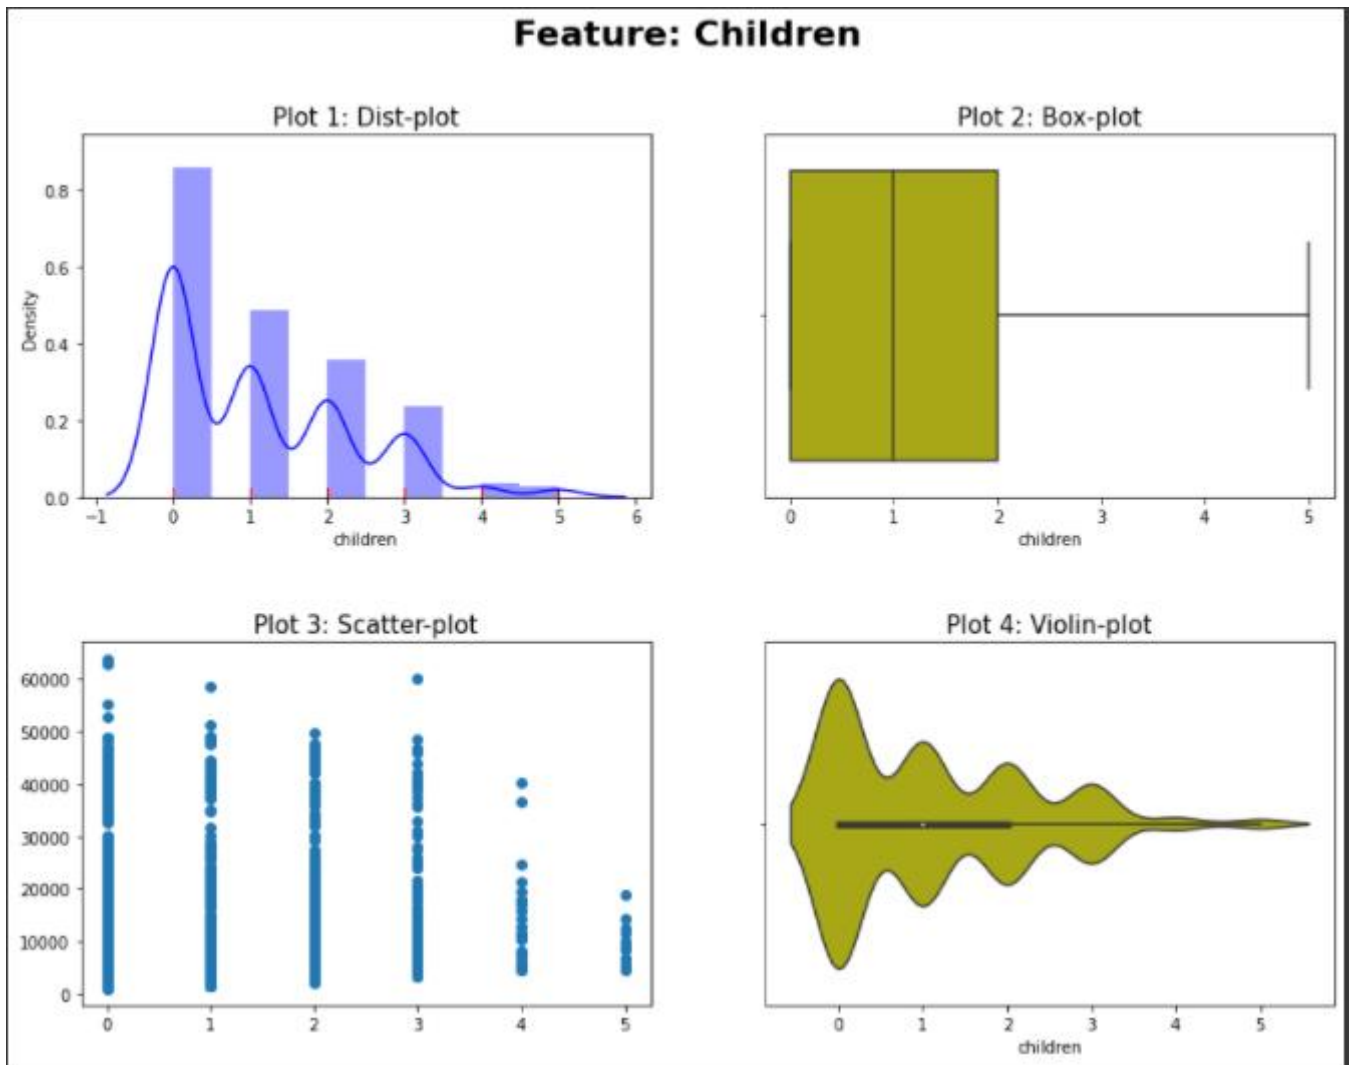 Feature: Children
Plot 1: Dist-plot
0.8
0.6
0.4
0.2
0.0
Density
−1 0 1 2 3 4 5 6
children
Plot 2: Box-plot
0 1 2 3 4 5
children
Plot 3: Scatter-plot
60000
50000
40000
30000
20000
10000
0
0 1 2 3 4 5
Plot 4: Violin-plot
0 1 2 3 4 5
children